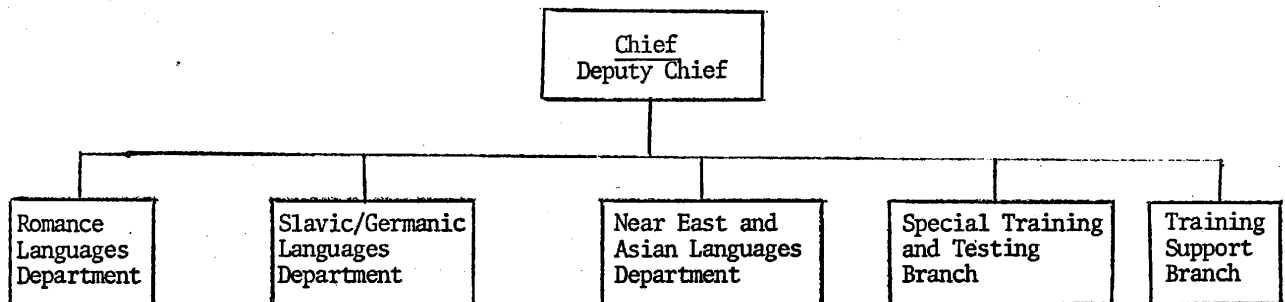 Chief
Deputy Chief
Romance
Languages
Department
Slavic/Germanic
Languages
Department
Near East and
Asian Languages
Department
Special Training
and Testing
Branch
Training
Support
Branch